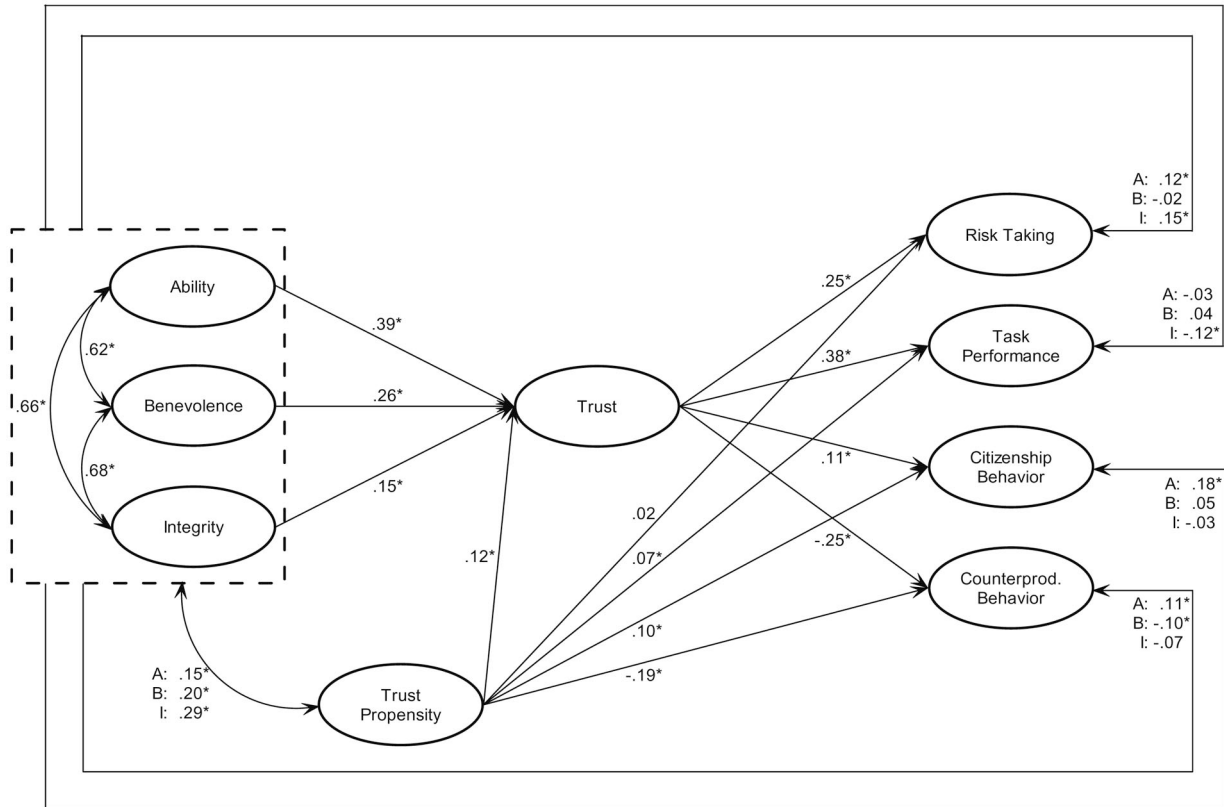 A: .12*
B: -.02
I: .15*
Risk Taking
Ability
.25*
A: -.03
B: .04
I: -.12*
.39*
Task
Performance
.62*
.38*
.66*
Benevolence
.26*
Trust
.68*
.11*
Citizenship
Behavior
A: .18*
B: .05
I: -.03
.15*
Integrity
.02
-.25*
.12*
.07*
Counterprod.
Behavior
A: .11*
B: -.10*
I: -.07
.10*
-.19*
A: .15*
B: .20*
I: .29*
Trust
Propensity